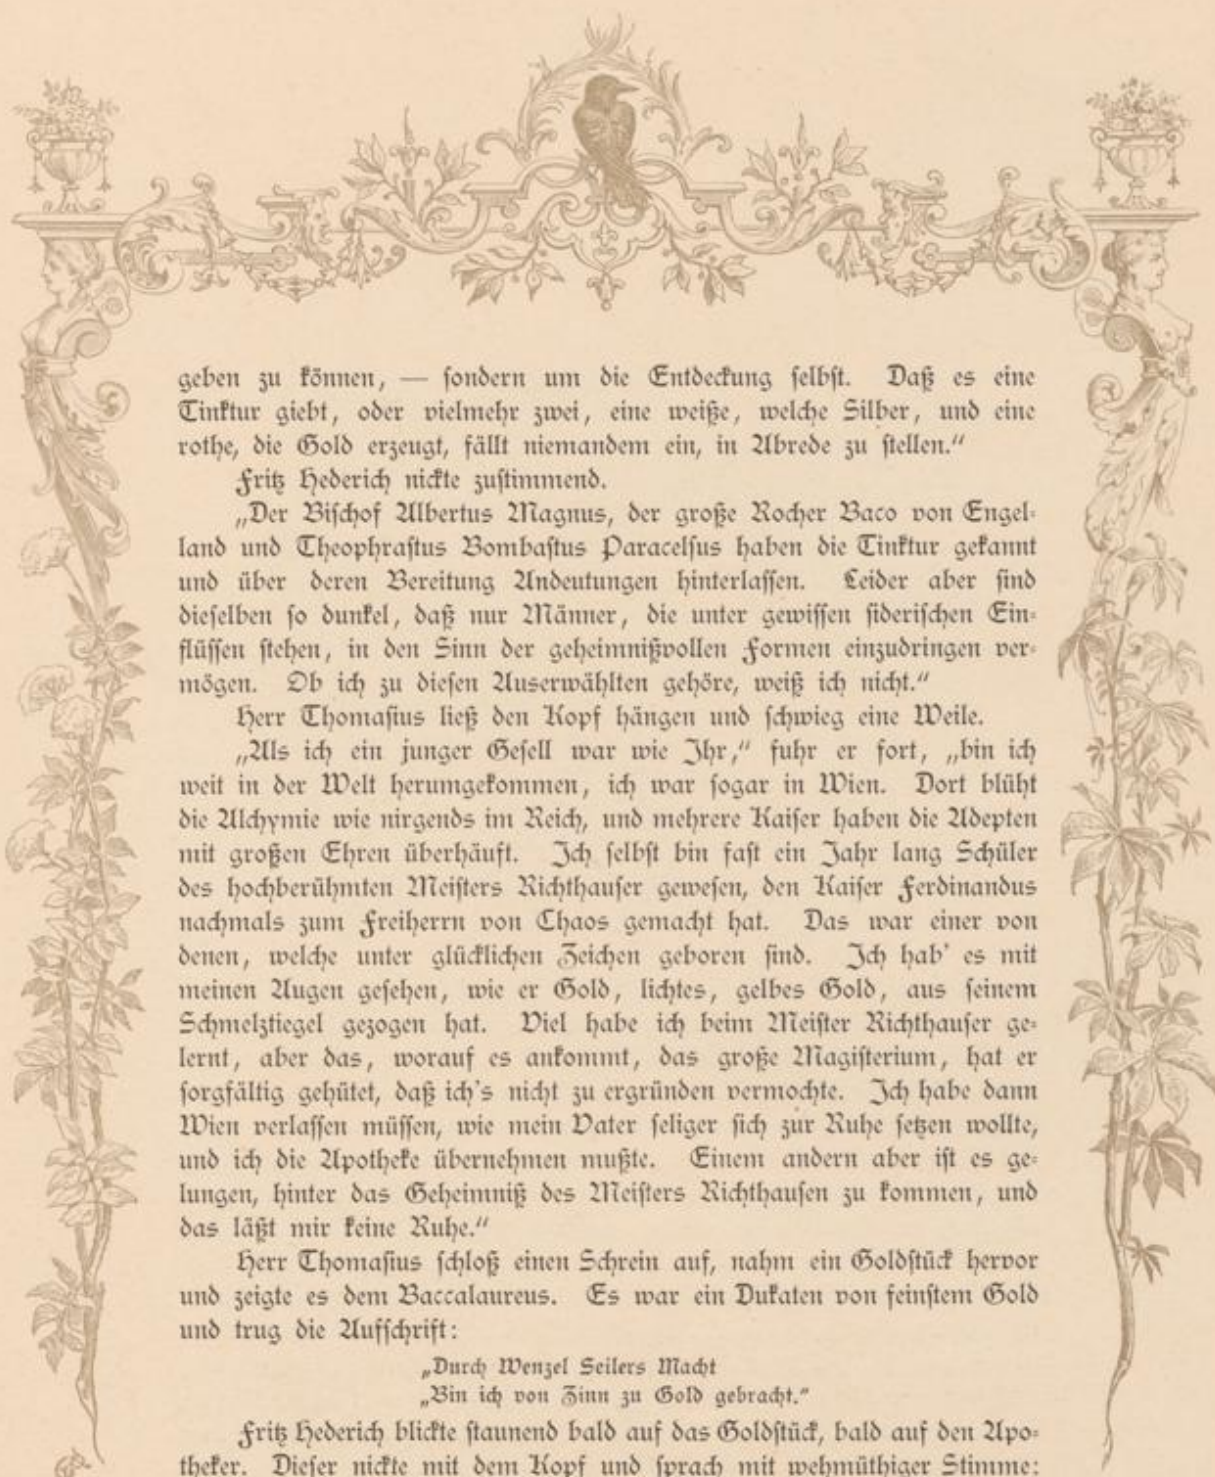 geben zu können, — sondern um die Entdeckung selbst. Daß es eine
Tinktur giebt, oder vielmehr zwei, eine weiße, welche Silber, und eine
rothe, die Gold erzeugt, fällt niemandem ein, in Abrede zu stellen.“
Fritz Hederich nickte zustimmend.
„Der Bischof Albertus Magnus, der große Rocher Baco von Engel-
land und Theophrastus Bombastus Paracelsus haben die Tinktur gekannt
und über deren Bereitung Andeutungen hinterlassen. Leider aber sind
dieselben so dunkel, daß nur Männer, die unter gewissen siderischen Ein-
flüssen stehen, in den Sinn der geheimnißvollen Formen einzudringen ver-
mögen. Ob ich zu diesen Auserwählten gehöre, weiß ich nicht.“
Herr Thomasius ließ den Kopf hängen und schwieg eine Weile.
„Als ich ein junger Gesell war wie Ihr,“ fuhr er fort, „bin ich
weit in der Welt herumgekommen, ich war sogar in Wien. Dort blüht
die Alchymie wie nirgends im Reich, und mehrere Kaiser haben die Adepten
mit großen Ehren überhäuft. Ich selbst bin fast ein Jahr lang Schüler
des hochberühmten Meisters Richthauser gewesen, den Kaiser Ferdinandus
nachmals zum Freiherrn von Chaos gemacht hat. Das war einer von
denen, welche unter glücklichen Zeichen geboren sind. Ich hab' es mit
meinen Augen gesehen, wie er Gold, lichtes, gelbes Gold, aus seinem
Schmelztiegel gezogen hat. Viel habe ich beim Meister Richthauser ge-
lernt, aber das, worauf es ankommt, das große Magisterium, hat er
sorgfältig gehütet, daß ich's nicht zu ergründen vermochte. Ich habe dann
Wien verlassen müssen, wie mein Vater seliger sich zur Ruhe setzen wollte,
und ich die Apotheke übernehmen mußte. Einem andern aber ist es ge-
lungen, hinter das Geheimniß des Meisters Richthausen zu kommen, und
das läßt mir keine Ruhe.“
Herr Thomasius schloß einen Schrein auf, nahm ein Goldstück hervor
und zeigte es dem Baccalaureus. Es war ein Dukaten von feinstem Gold
und trug die Aufschrift:
„Durch Wenzel Seilers Macht
„Bin ich von Zinn zu Gold gebracht.“
Fritz Hederich blickte staunend bald auf das Goldstück, bald auf den Apo-
theker. Dieser nickte mit dem Kopf und sprach mit wehmüthiger Stimme: